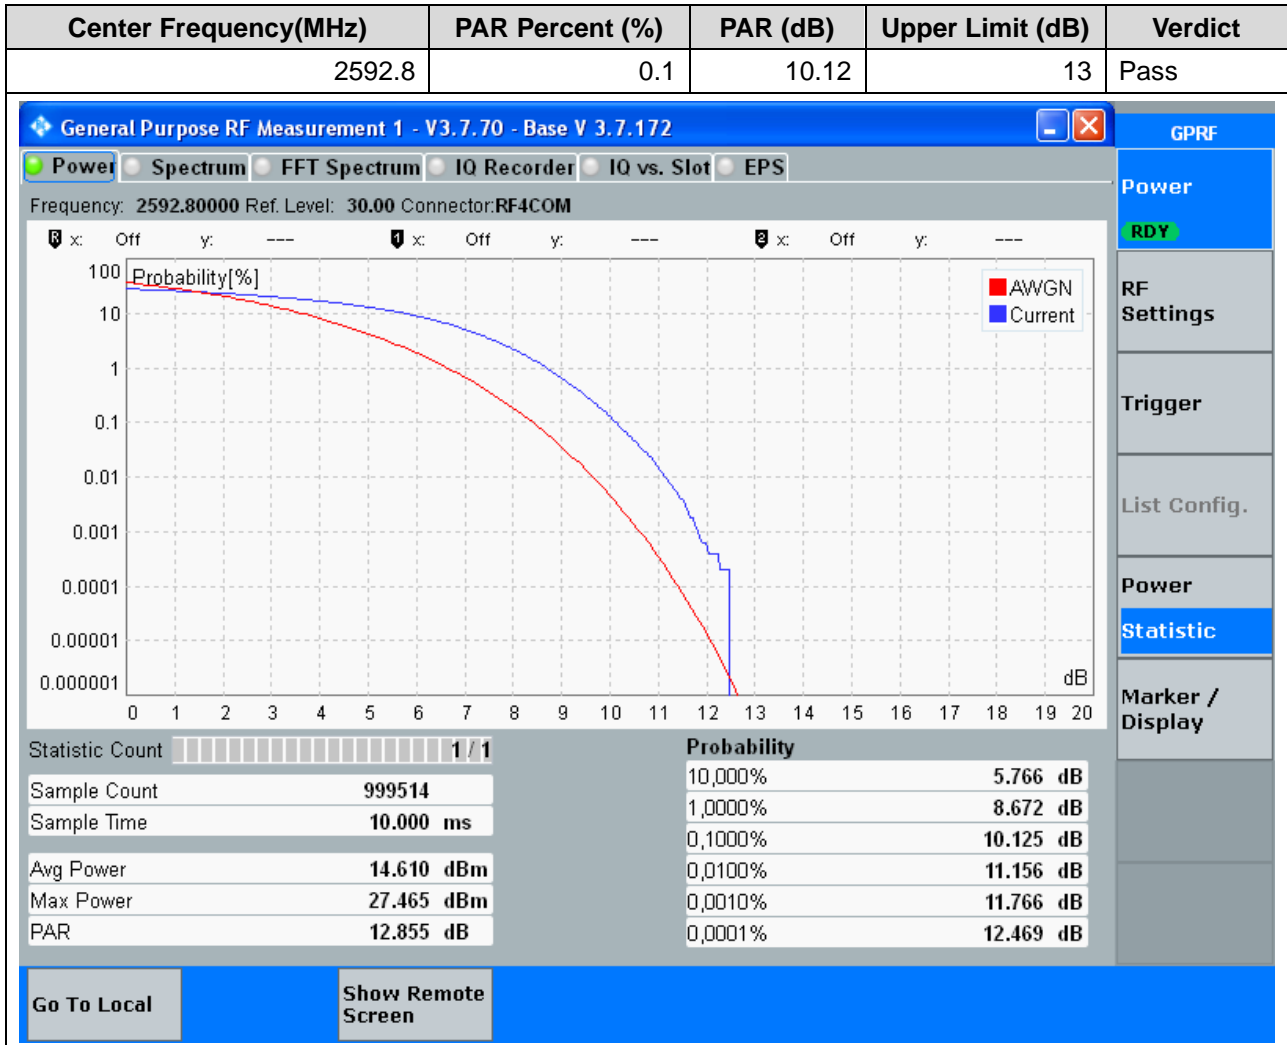 Center Frequency(MHz) PAR Percent (%) PAR (dB) Upper Limit (dB) Verdict
2592.8 0.1 10.12 13 Pass
General Purpose RF Measurement 1 - V3.7.70 - Base V 3.7.172
GPRF
Power Spectrum FFT Spectrum IQ Recorder IQ vs. Slot EPS
Frequency: 2592.80000 Ref. Level: 30.00 Connector:RF4COM
R x: Off y: --- 1 x: Off y: --- 2 x: Off y: ---
Probability[%]
100
10
1
0.1
0.01
0.001
0.0001
0.00001
0.000001
AWGN
Current
dB
0 1 2 3 4 5 6 7 8 9 10 11 12 13 14 15 16 17 18 19 20
Statistic Count 1 / 1
Sample Count 999514
Sample Time 10.000 ms
Avg Power 14.610 dBm
Max Power 27.465 dBm
PAR 12.855 dB
Probability
10,000% 5.766 dB
1,0000% 8.672 dB
0,1000% 10.125 dB
0,0100% 11.156 dB
0,0010% 11.766 dB
0,0001% 12.469 dB
Power
RDY
RF
Settings
Trigger
List Config.
Power
Statistic
Marker /
Display
Go To Local
Show Remote
Screen